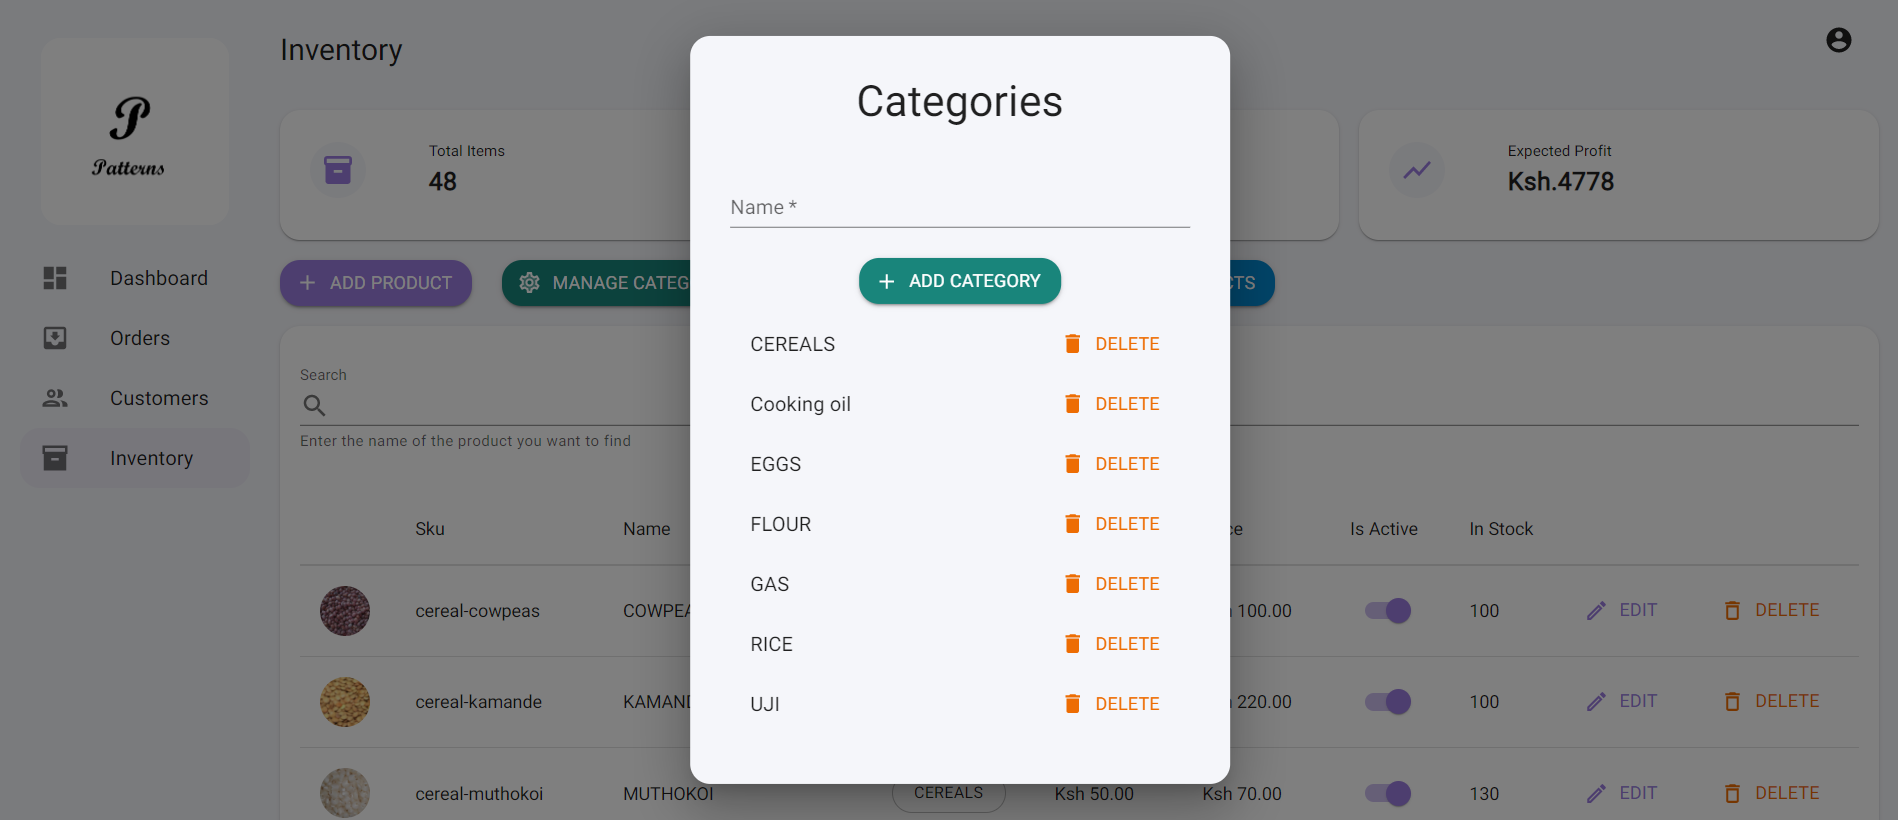 Inventory
P
Patterns
Dashboard
Orders
Customers
Inventory
Total Items
48
Expected Profit
Ksh.4778
ADD PRODUCT
MANAGE CATEG
CTS
Search
Enter the name of the product you want to find
Sku Name ce Is Active In Stock
cereal-cowpeas COWPEA 100.00 100 EDIT DELETE
cereal-kamande KAMAND 220.00 100 EDIT DELETE
cereal-muthokoi MUTHOKOI CEREALS Ksh 50.00 Ksh 70.00 130 EDIT DELETE
Categories
Name *
ADD CATEGORY
CEREALS DELETE
Cooking oil DELETE
EGGS DELETE
FLOUR DELETE
GAS DELETE
RICE DELETE
UJI DELETE